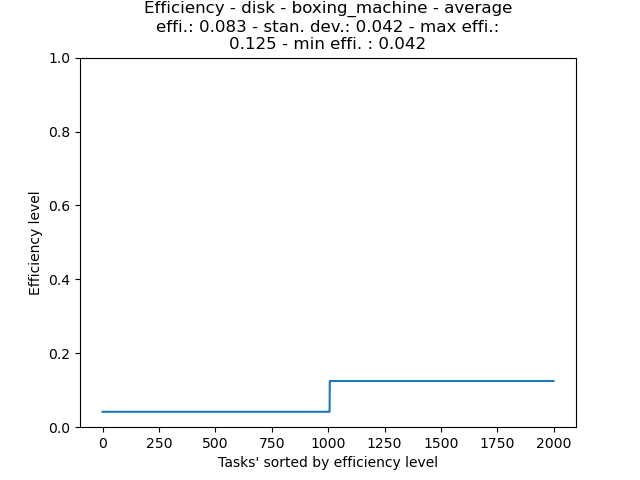 Efficiency - disk - boxing_machine - average
effi.: 0.083 - stan. dev.: 0.042 - max effi.:
0.125 - min effi. : 0.042
1.0
0.8
0.6
0.4
0.2
0.0
Efficiency level
0 250 500 750 1000 1250 1500 1750 2000
Tasks' sorted by efficiency level